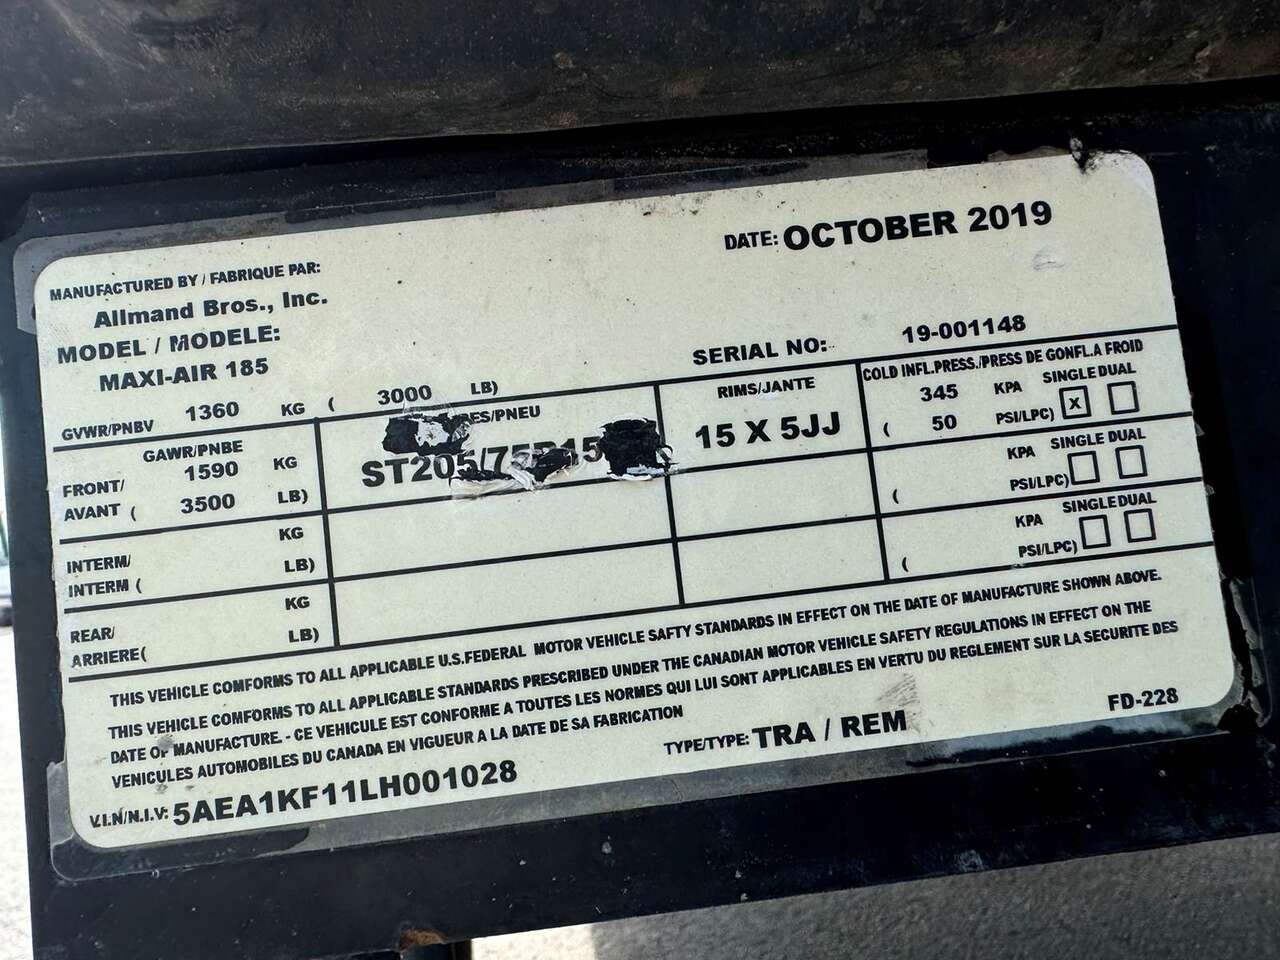 DATE: OCTOBER 2019
MANUFACTURED BY / FABRIQUE PAR:
Allmand Bros., Inc.
MODEL / MODELE:
MAXI-AIR 185
SERIAL NO: 19-001148
GVWR/PNBV 1360 KG ( 3000 LB)
GAWR/PNBE
FRONT/ 1590 KG
AVANT ( 3500 LB)
INTERM/ KG
INTERM ( LB)
REAR/ KG
ARRIERE( LB)
RES/PNEU
ST205/75R15
RIMS/JANTE
15 X 5JJ
COLD INFL.PRESS./PRESS DE GONFL.A FROID
345 KPA SINGLE DUAL
( 50 PSI/LPC) X
KPA SINGLE DUAL
( PSI/LPC)
KPA SINGLE DUAL
( PSI/LPC)
THIS VEHICLE COMFORMS TO ALL APPLICABLE U.S.FEDERAL MOTOR VEHICLE SAFTY STANDARDS IN EFFECT ON THE DATE OF MANUFACTURE SHOWN ABOVE.
THIS VEHICLE COMFORMS TO ALL APPLICABLE STANDARDS PRESCRIBED UNDER THE CANADIAN MOTOR VEHICLE SAFETY REGULATIONS IN EFFECT ON THE
DATE OF MANUFACTURE. - CE VEHICULE EST CONFORME A TOUTES LES NORMES QUI LUI SONT APPLICABLES EN VERTU DU REGLEMENT SUR LA SECURITE DES
VENICULES AUTOMOBILES DU CANADA EN VIGUEUR A LA DATE DE SA FABRICATION
TYPE/TYPE: TRA / REM
FD-228
V.I.N/N.I.V: 5AEA1KF11LH001028